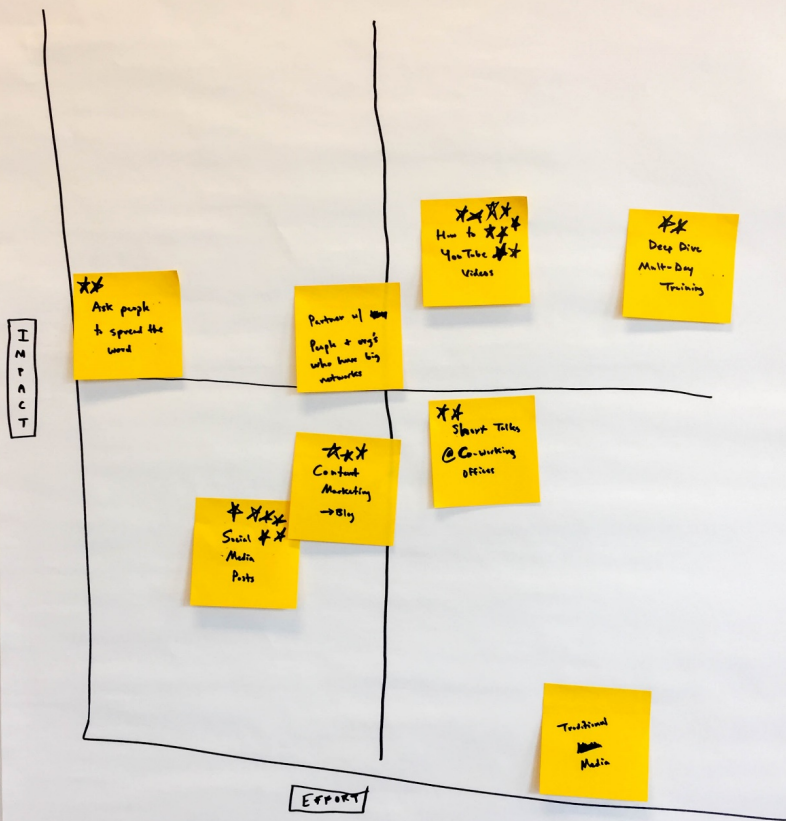 How to
YouTube
Videos
Deep Dive
Mult-Day
Training
Ask people
to spread the
word
Partner w/
People + org's
who have big
networks
IMPACT
Short Talks
@ Co-working
offices
Content
Marketing
→Blog
Social
Media
Posts
Traditional
Media
EFFORT